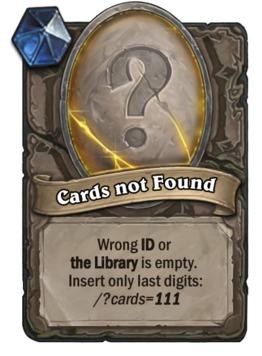 ?
Cards not Found
Wrong ID or
the Library is empty.
Insert only last digits:
/?cards=111